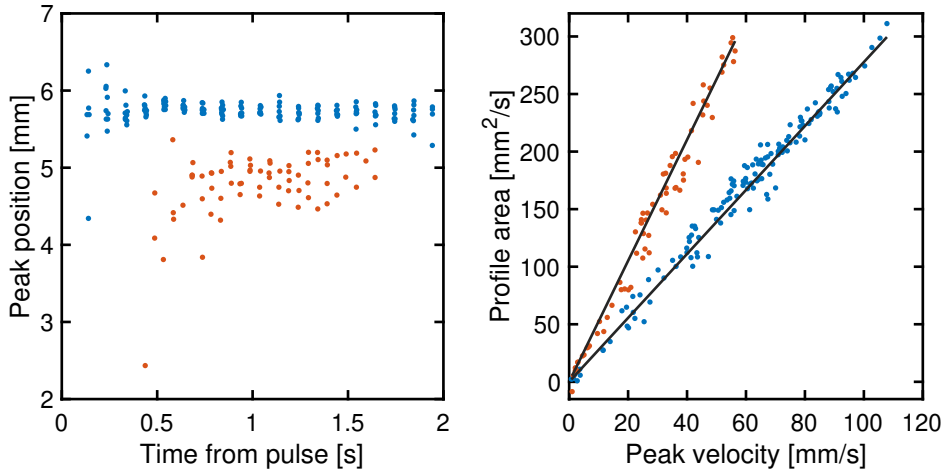 7
6
5
4
3
2
Peak position [mm]
0 0.5 1 1.5 2
Time from pulse [s]
300
250
200
150
100
50
0
Profile area [mm²/s]
0 20 40 60 80 100 120
Peak velocity [mm/s]